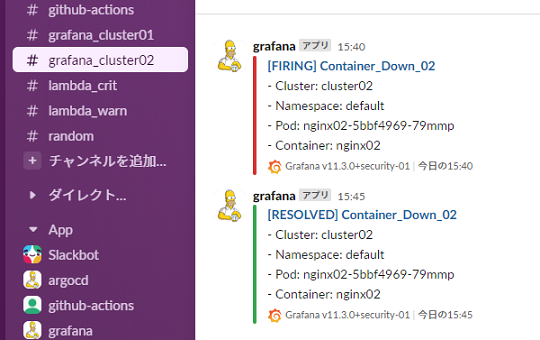 # github-actions
# grafana_cluster01
# grafana_cluster02
# lambda_crit
# lambda_warn
# random
+ チャンネルを追加...
ダイレクト...
App
Slackbot
argocd
github-actions
grafana
grafana アプリ 15:40
[FIRING] Container_Down_02
- Cluster: cluster02
- Namespace: default
- Pod: nginx02-5bbf4969-79mmp
- Container: nginx02
Grafana v11.3.0+security-01 | 今日の15:40
grafana アプリ 15:45
[RESOLVED] Container_Down_02
- Cluster: cluster02
- Namespace: default
- Pod: nginx02-5bbf4969-79mmp
- Container: nginx02
Grafana v11.3.0+security-01 | 今日の15:45